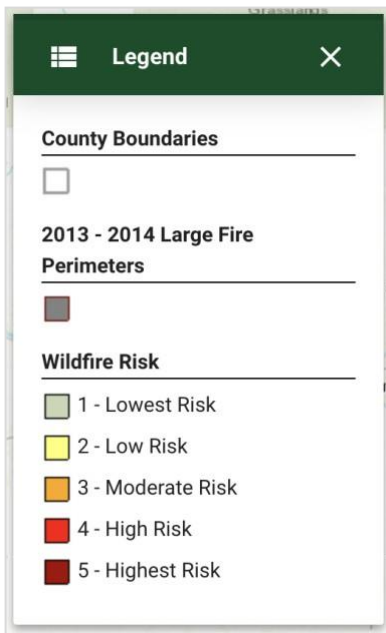 Grasslands
Legend
County Boundaries
2013 - 2014 Large Fire
Perimeters
Wildfire Risk
1 - Lowest Risk
2 - Low Risk
3 - Moderate Risk
4 - High Risk
5 - Highest Risk